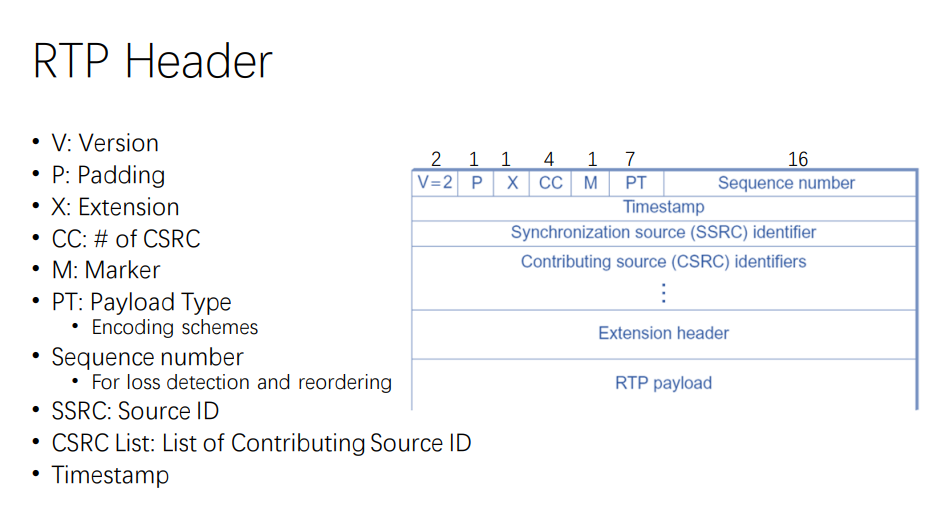 RTP Header
• V: Version
• P: Padding
• X: Extension
• CC: # of CSRC
• M: Marker
• PT: Payload Type
• Encoding schemes
• Sequence number
• For loss detection and reordering
• SSRC: Source ID
• CSRC List: List of Contributing Source ID
• Timestamp
2 1 1 4 1 7 16
V=2 P X CC M PT Sequence number
Timestamp
Synchronization source (SSRC) identifier
Contributing source (CSRC) identifiers
⋮
Extension header
RTP payload